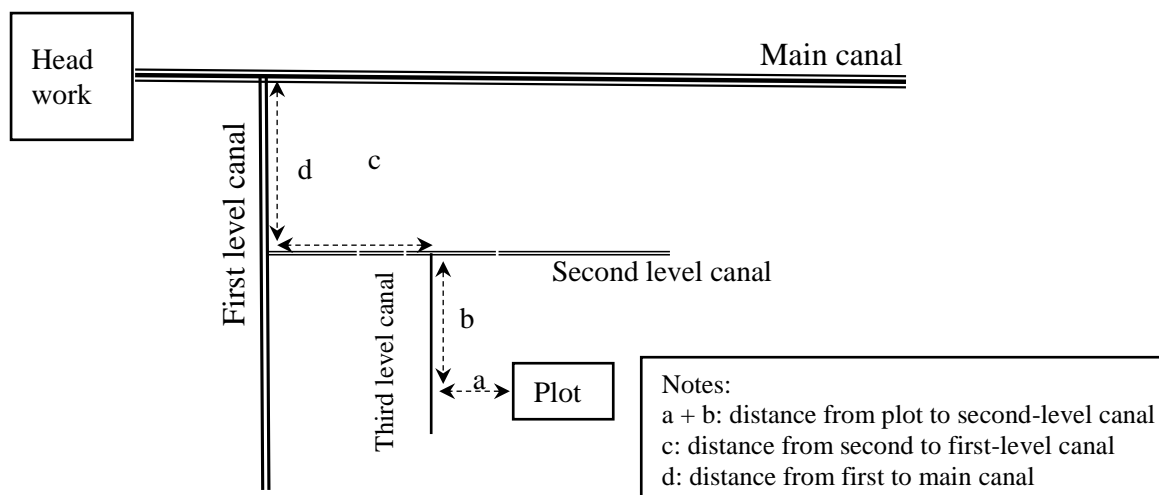 Head
work
Main canal
First level canal
d
c
Second level canal
Third level canal
b
a
Plot
Notes:
a + b: distance from plot to second-level canal
c: distance from second to first-level canal
d: distance from first to main canal